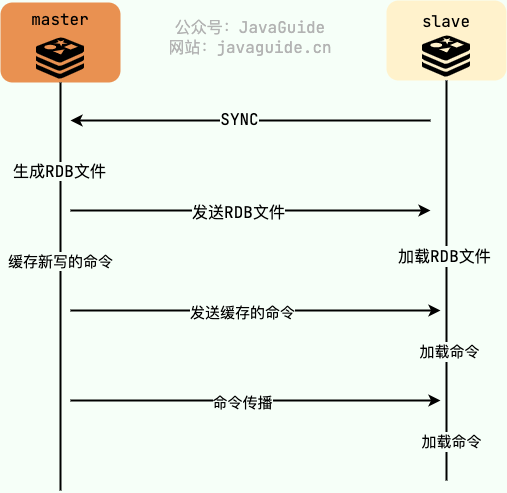 master
公众号：JavaGuide
网站：javaguide.cn
slave
SYNC
生成RDB文件
发送RDB文件
缓存新写的命令
加载RDB文件
发送缓存的命令
加载命令
命令传播
加载命令